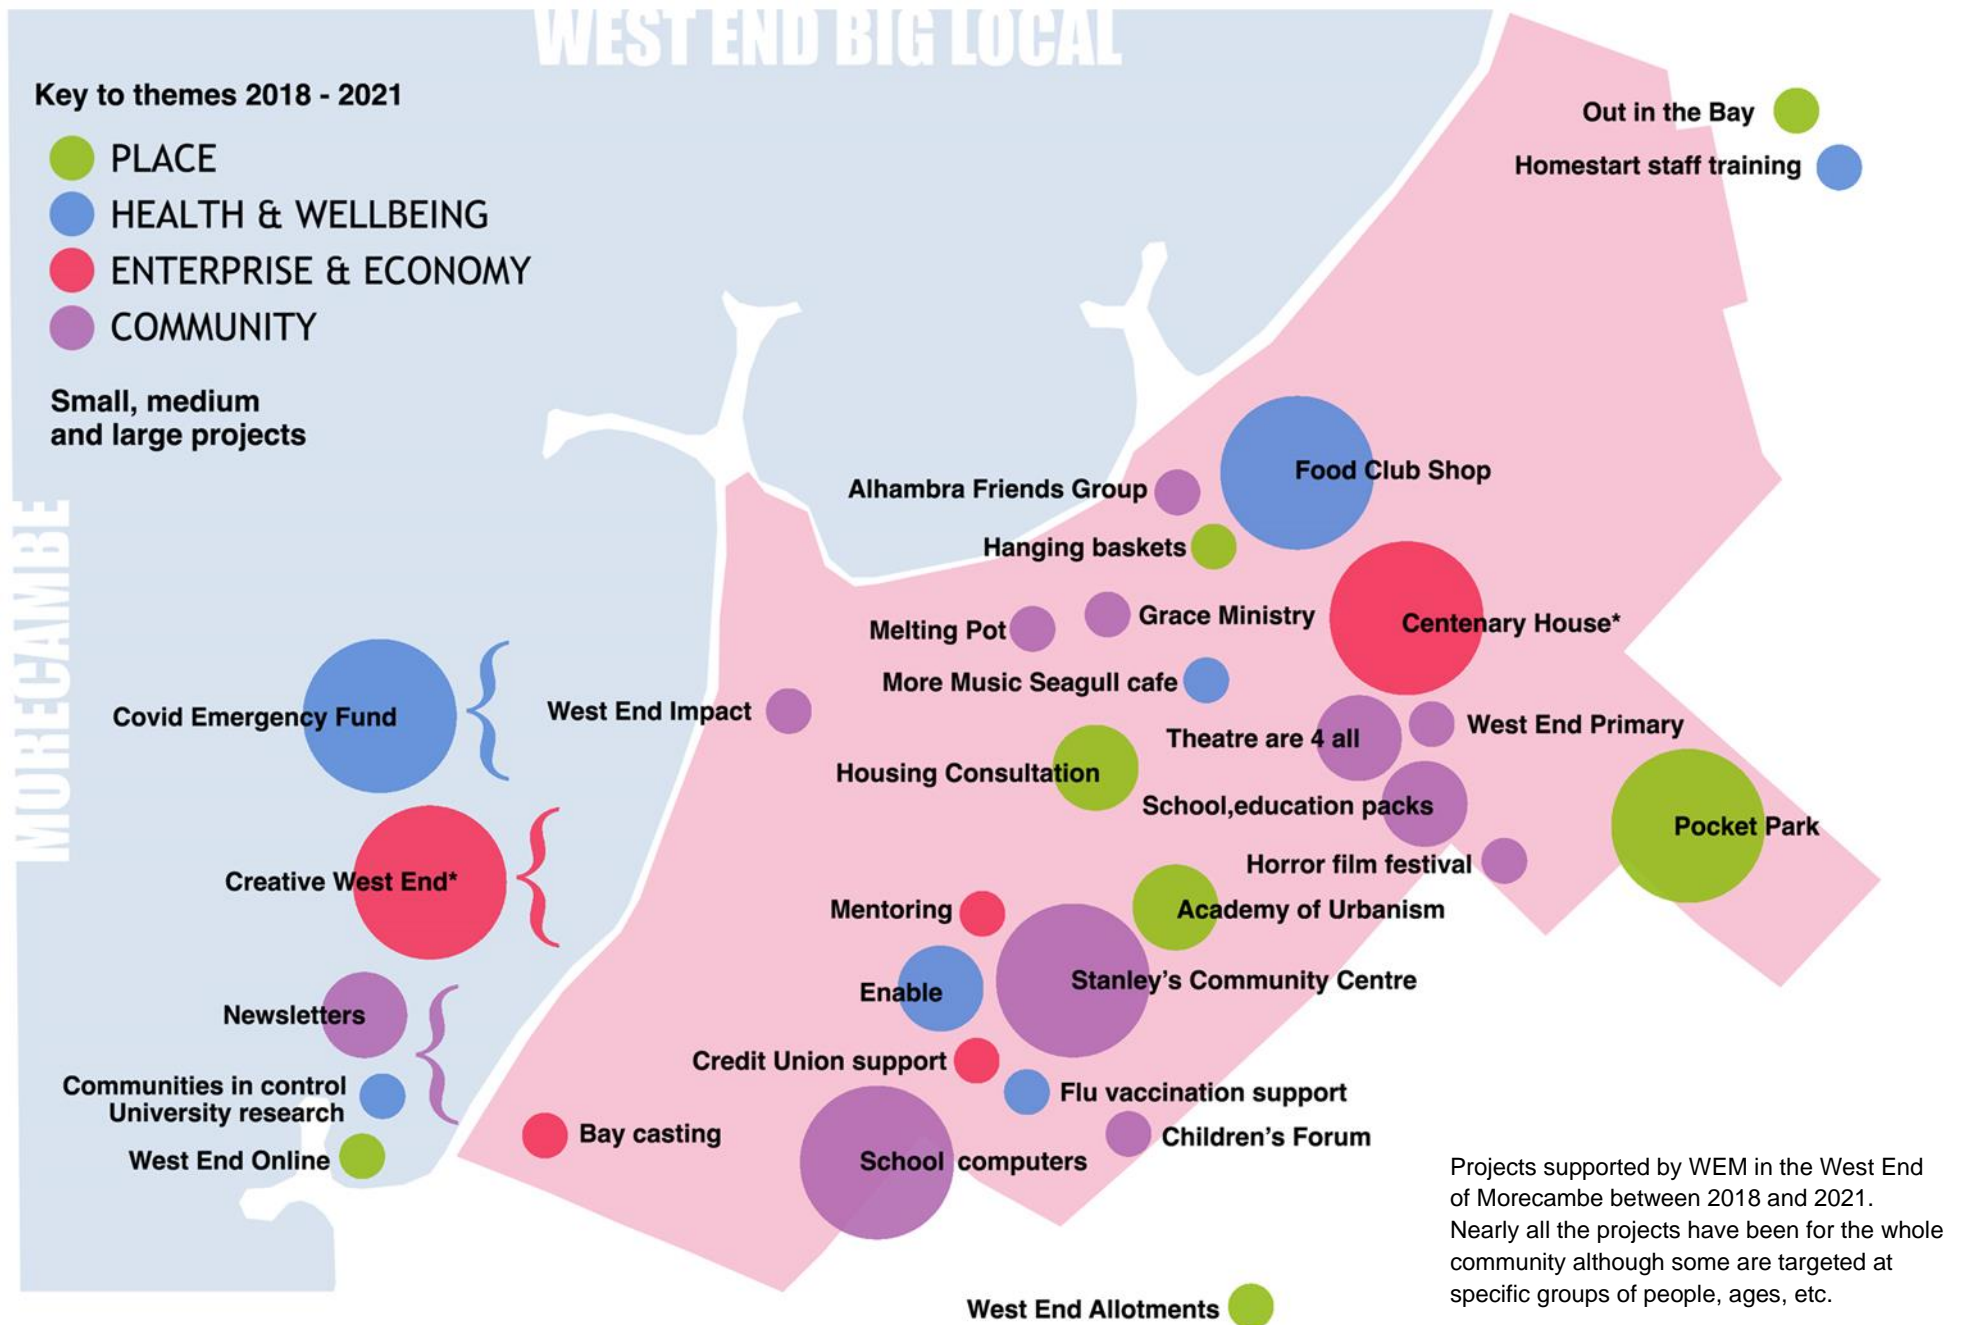 WEST END BIG LOCAL
MORECAMBE
Key to themes 2018 - 2021
PLACE
HEALTH & WELLBEING
ENTERPRISE & ECONOMY
COMMUNITY
Small, medium
and large projects
Out in the Bay
Homestart staff training
Food Club Shop
Alhambra Friends Group
Hanging baskets
Grace Ministry
Centenary House*
Melting Pot
More Music Seagull cafe
Covid Emergency Fund
West End Impact
West End Primary
Theatre are 4 all
Housing Consultation
School,education packs
Pocket Park
Horror film festival
Creative West End*
Mentoring
Academy of Urbanism
Stanley’s Community Centre
Enable
Newsletters
Credit Union support
Communities in control
University research
Flu vaccination support
Bay casting
Children’s Forum
West End Online
School computers
Projects supported by WEM in the West End
of Morecambe between 2018 and 2021.
Nearly all the projects have been for the whole
community although some are targeted at
specific groups of people, ages, etc.
West End Allotments